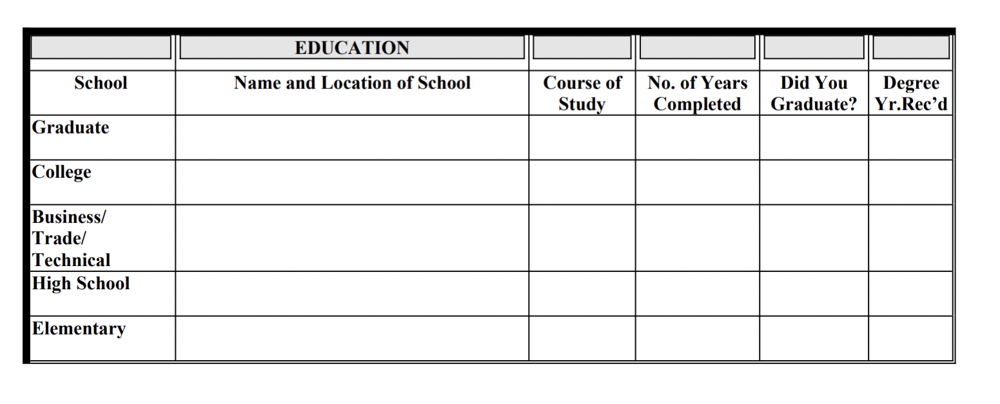 EDUCATION
School Name and Location of School Course of No. of Years Did You Degree
Study Completed Graduate? Yr.Rec’d
Graduate
College
Business/
Trade/
Technical
High School
Elementary